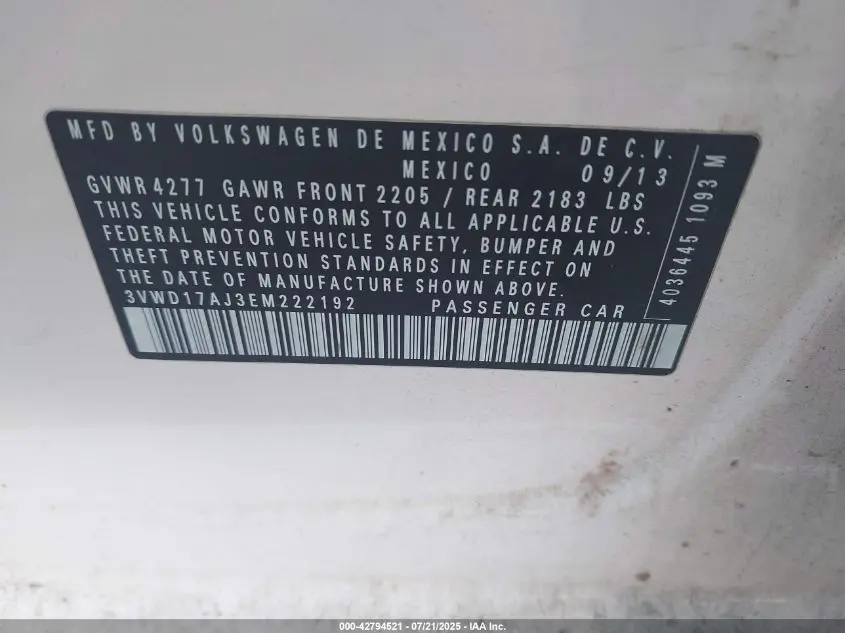 MFD BY VOLKSWAGEN DE MEXICO S.A. DE C.V.
MEXICO 09/13
GVWR 4277 GAWR FRONT 2205 / REAR 2183 LBS
THIS VEHICLE CONFORMS TO ALL APPLICABLE U.S.
FEDERAL MOTOR VEHICLE SAFETY, BUMPER AND
THEFT PREVENTION STANDARDS IN EFFECT ON
THE DATE OF MANUFACTURE SHOWN ABOVE.
3VWD17AJ3EM222192 PASSENGER CAR
4036445 1093 M
000-42794521 - 07/21/2025 - IAA Inc.